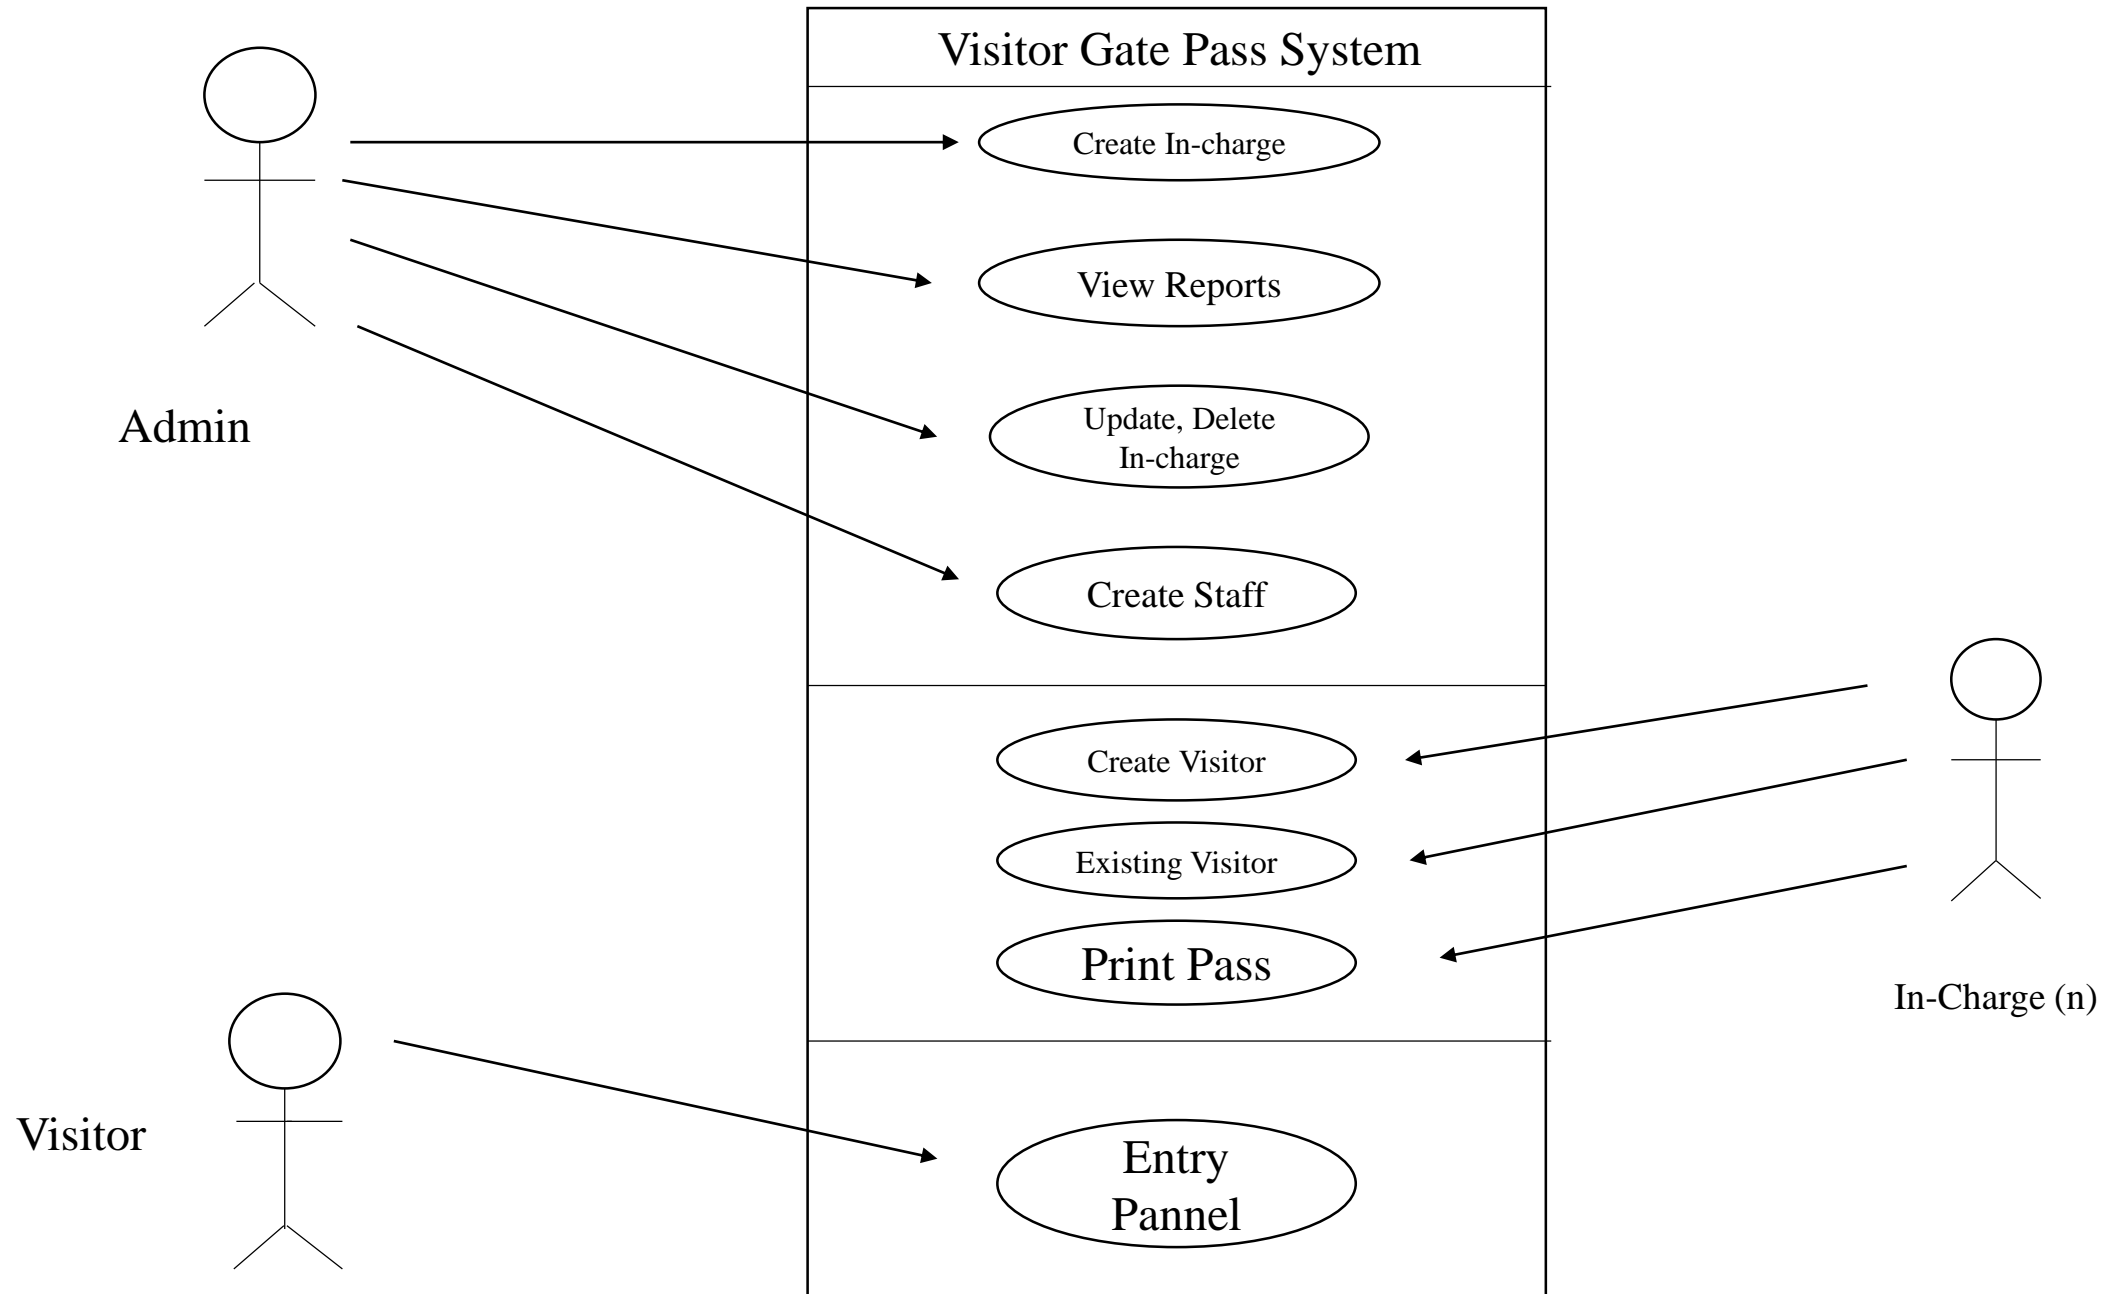 Visitor Gate Pass System
Create In-charge
View Reports
Update, Delete
In-charge
Admin
Create Staff
Create Visitor
Existing Visitor
Print Pass
In-Charge (n)
Visitor
Entry
Pannel